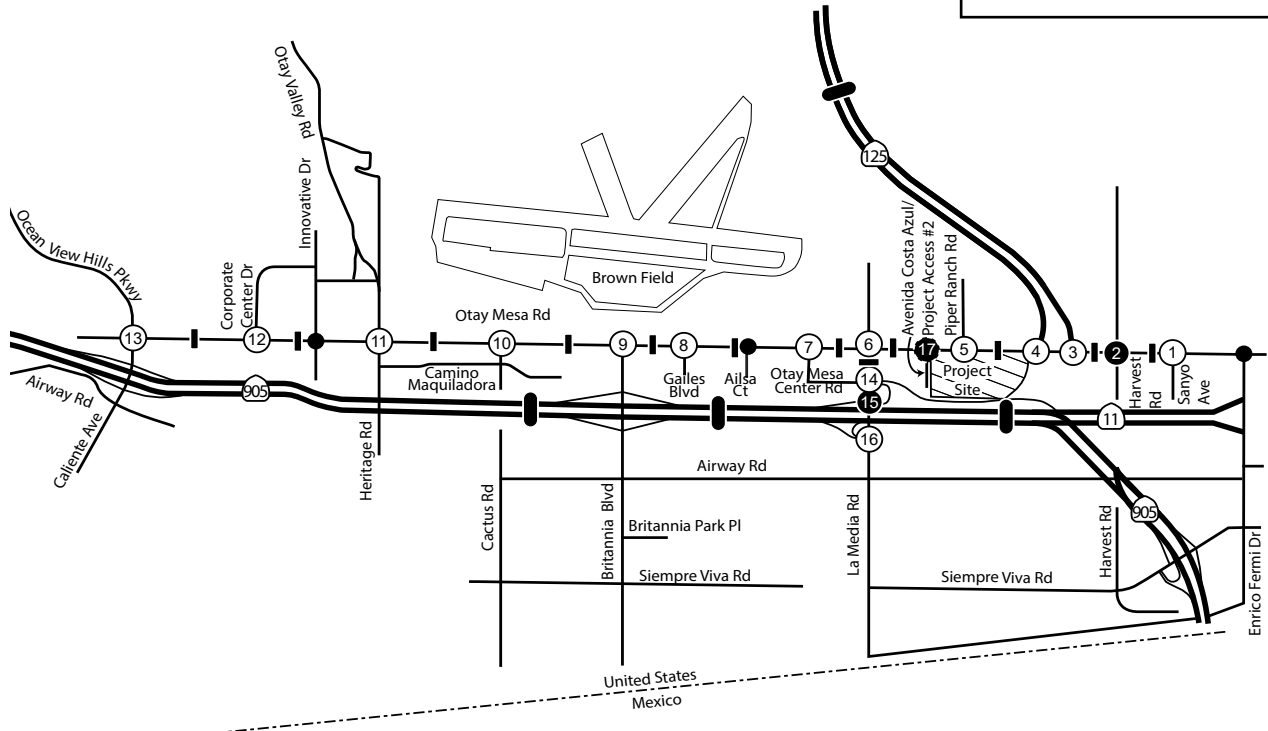 125
Otay Valley Rd
Innovative Dr
Ocean View Hills Pkwy
Corporate
Center Dr
Brown Field
Avenida Costa Azul/
Project Access #2
Piper Ranch Rd
Otay Mesa Rd
13
12
11
10
9
8
7
6
17
5
4
3
2
1
Camino
Maquiladora
Gailes
Blvd
Ailsa
Ct
Otay Mesa
Center Rd
14
15
16
Project
Site
Harvest
Rd
Sanyo
Ave
Airway Rd
905
11
Caliente Ave
Heritage Rd
Airway Rd
Cactus Rd
Britannia Blvd
Britannia Park Pl
La Media Rd
905
Harvest Rd
Siempre Viva Rd
Siempre Viva Rd
Enrico Fermi Dr
United States
Mexico